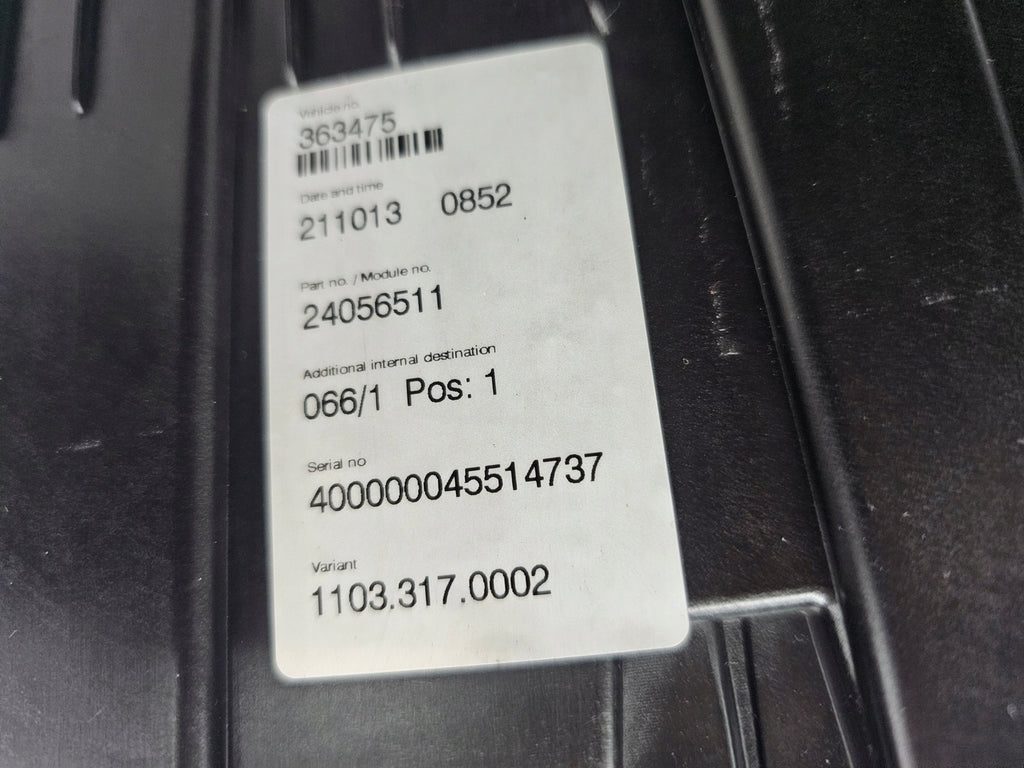 Vehicle no.
363475
Date and time
211013 0852
Part no. / Module no.
24056511
Additional internal destination
066/1 Pos: 1
Serial no
400000045514737
Variant
1103.317.0002